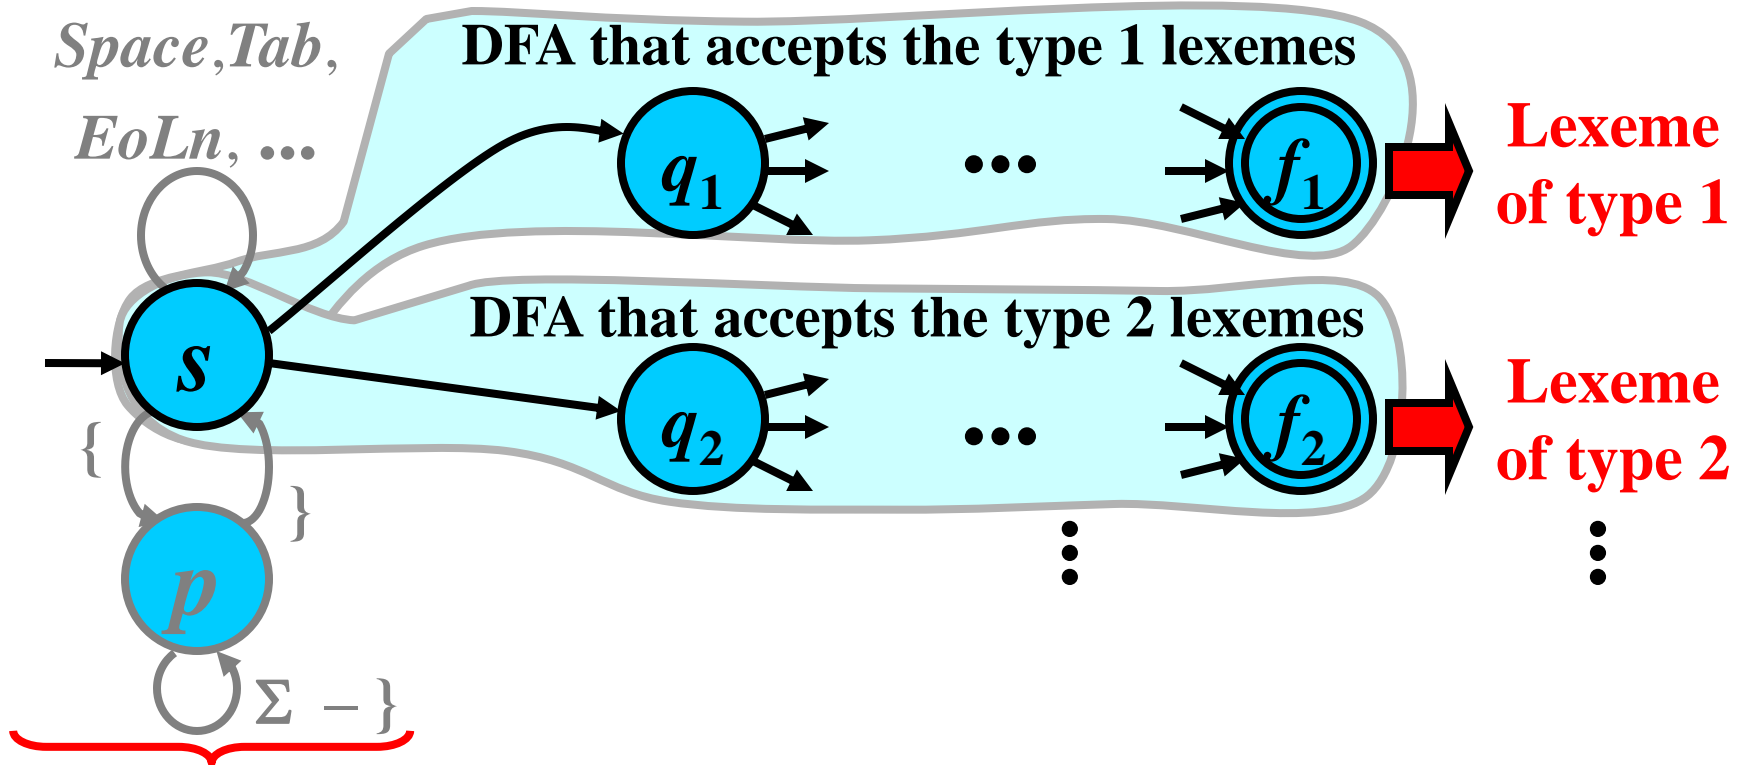 Space, Tab,
EoLn, ...
DFA that accepts the type 1 lexemes
q1
...
f1
Lexeme
of type 1
s
DFA that accepts the type 2 lexemes
q2
...
f2
Lexeme
of type 2
{
}
p
Σ – }